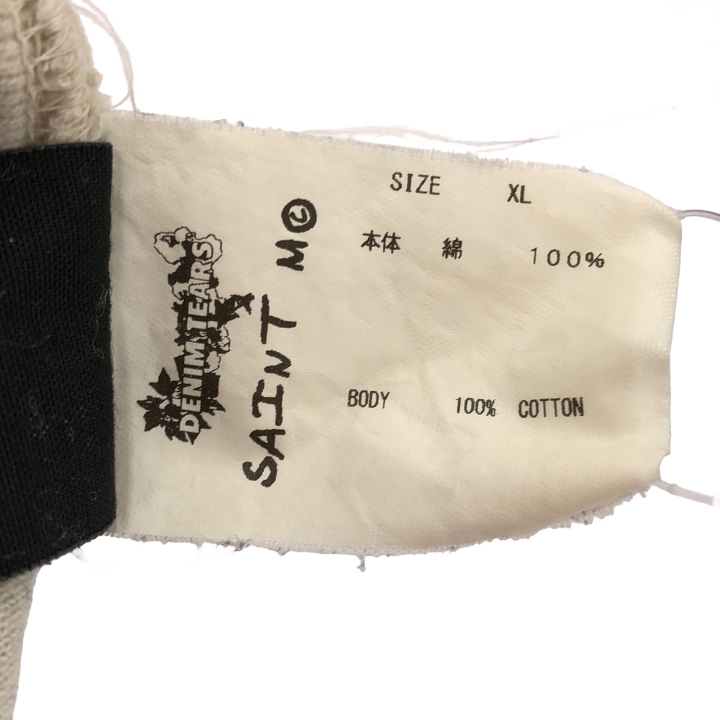 DENIM TEARS
SAINT M©
SIZE XL
本体 綿 100%
BODY 100% COTTON